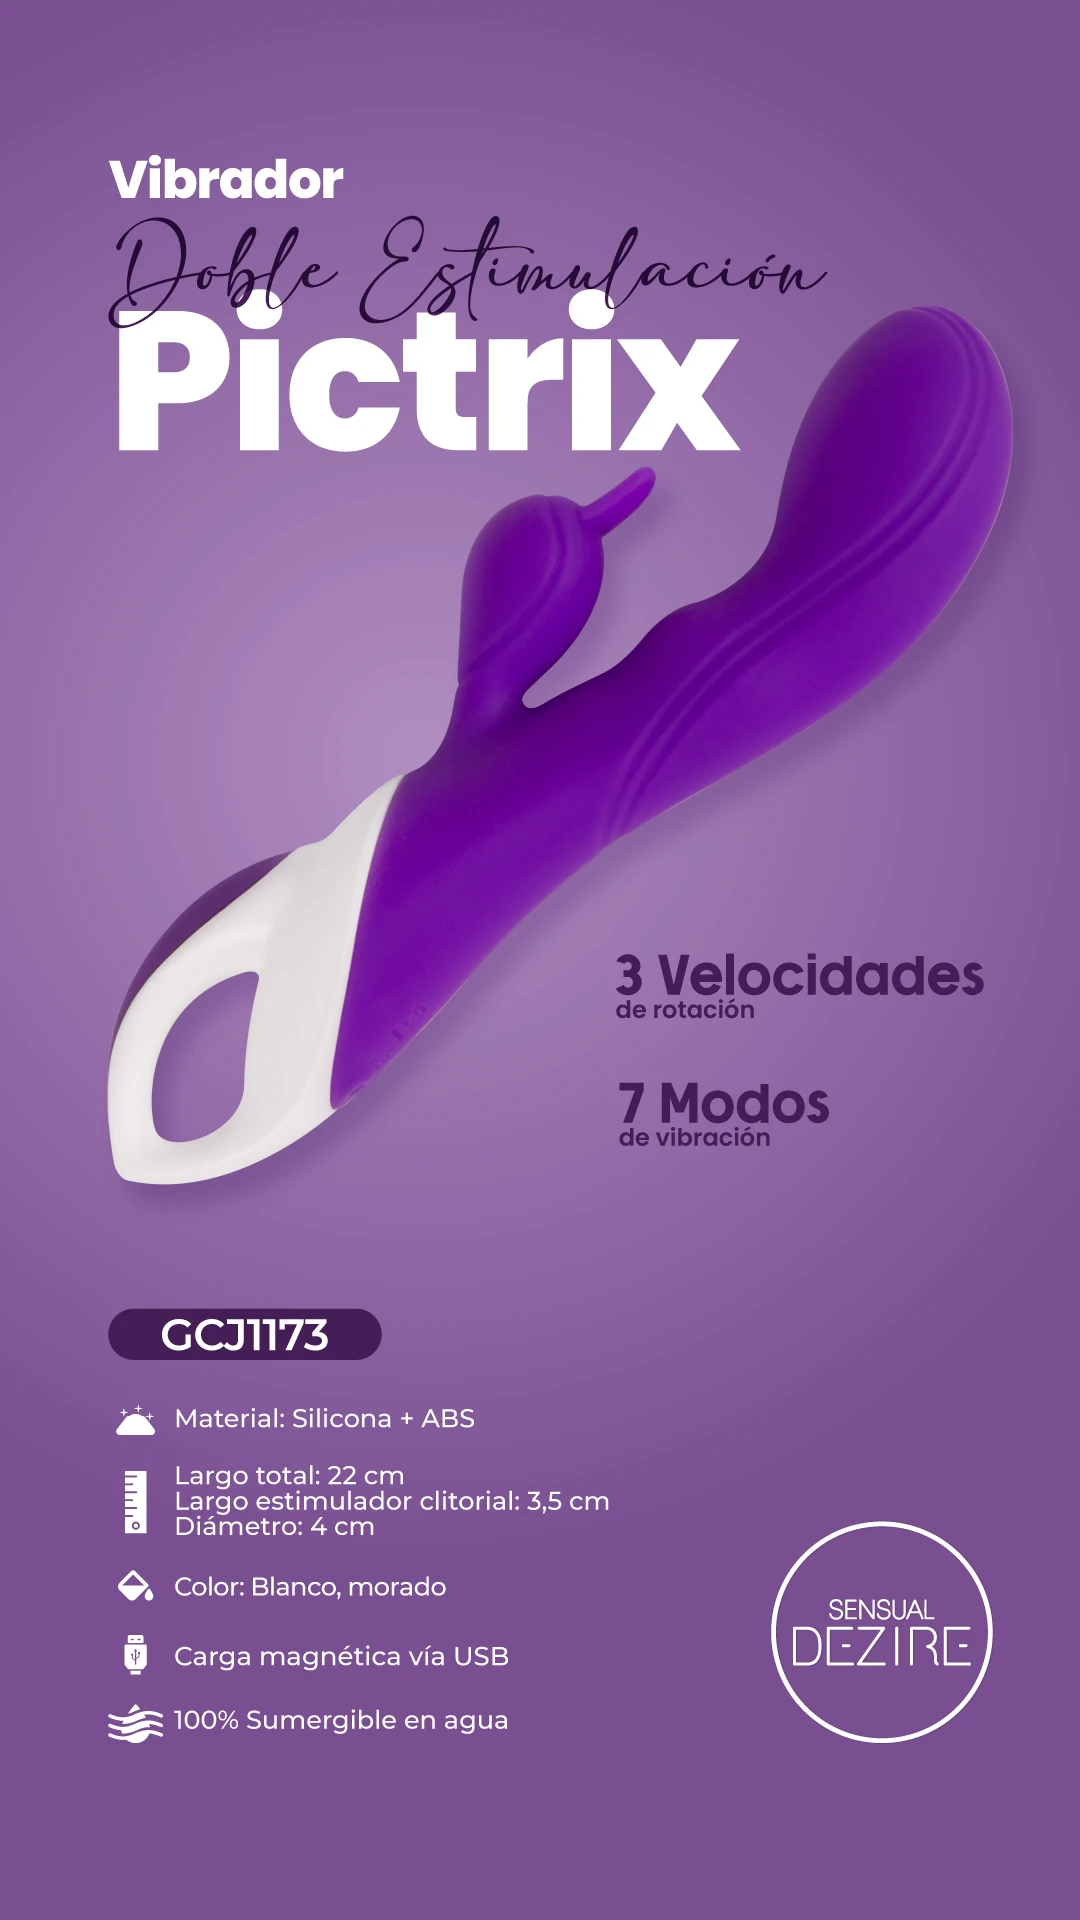 Vibrador
Doble Estimulación
Pictrix
3 Velocidades
de rotación
7 Modos
de vibración
GCJ1173
Material: Silicona + ABS
Largo total: 22 cm
Largo estimulador clitorial: 3,5 cm
Diámetro: 4 cm
Color: Blanco, morado
Carga magnética vía USB
100% Sumergible en agua
SENSUAL
DEZIRE